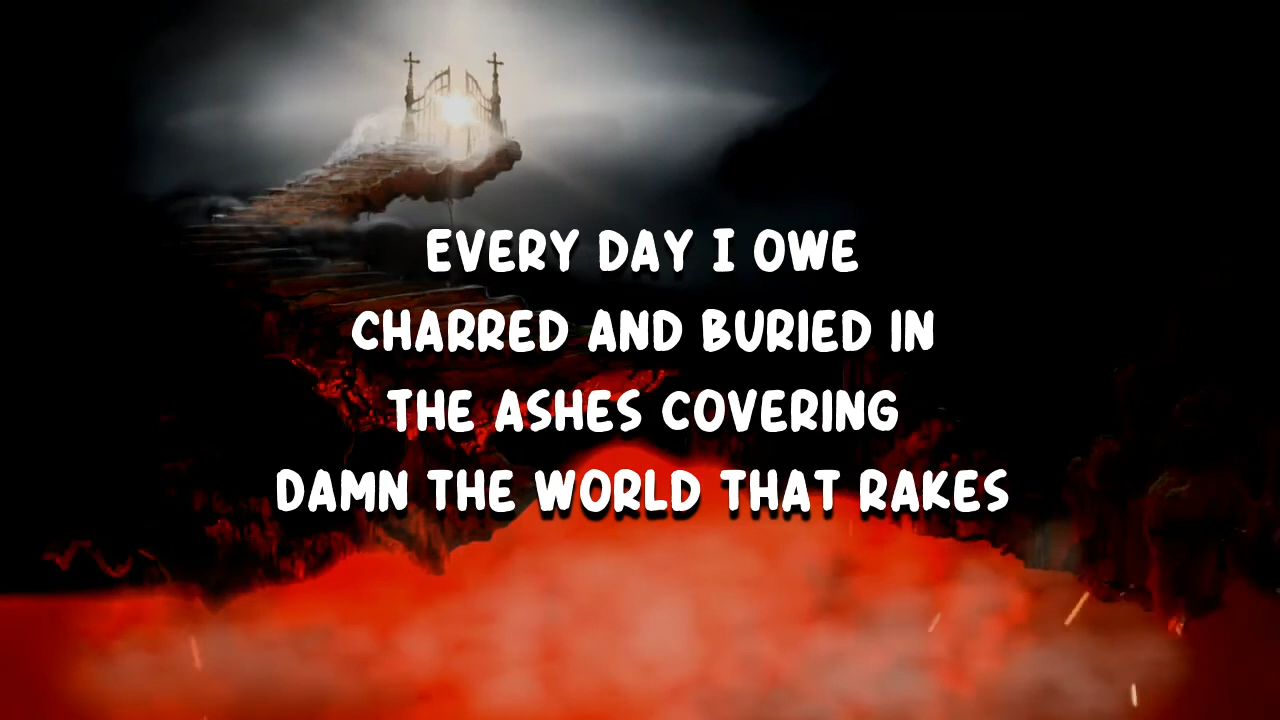 EVERY DAY I OWE
CHARRED AND BURIED IN
THE ASHES COVERING
DAMN THE WORLD THAT RAKES